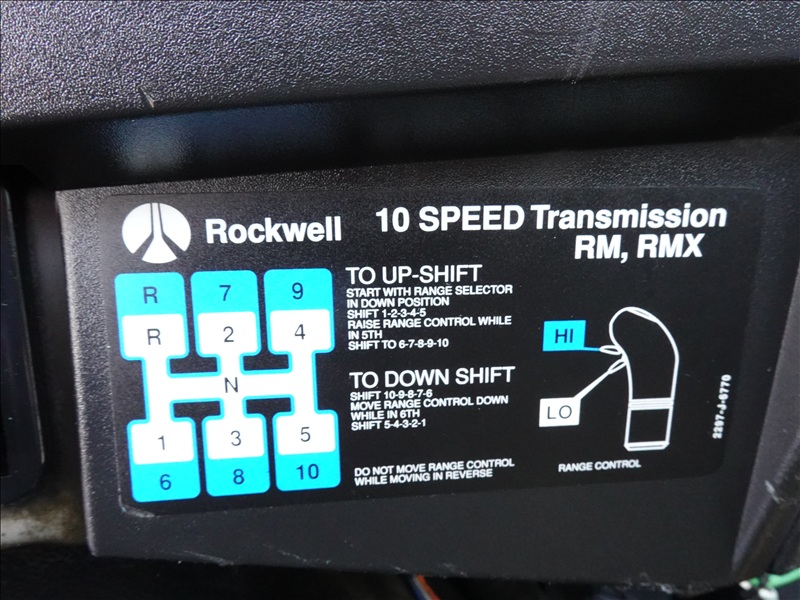 Rockwell
10 SPEED Transmission
RM, RMX
R 7 9
R 2 4
N
1 3 5
6 8 10
TO UP-SHIFT
START WITH RANGE SELECTOR
IN DOWN POSITION
SHIFT 1-2-3-4-5
RAISE RANGE CONTROL WHILE
IN 5TH
SHIFT TO 6-7-8-9-10
TO DOWN SHIFT
SHIFT 10-9-8-7-6
MOVE RANGE CONTROL DOWN
WHILE IN 6TH
SHIFT 5-4-3-2-1
DO NOT MOVE RANGE CONTROL
WHILE MOVING IN REVERSE
HI
LO
RANGE CONTROL
2297-J-6770